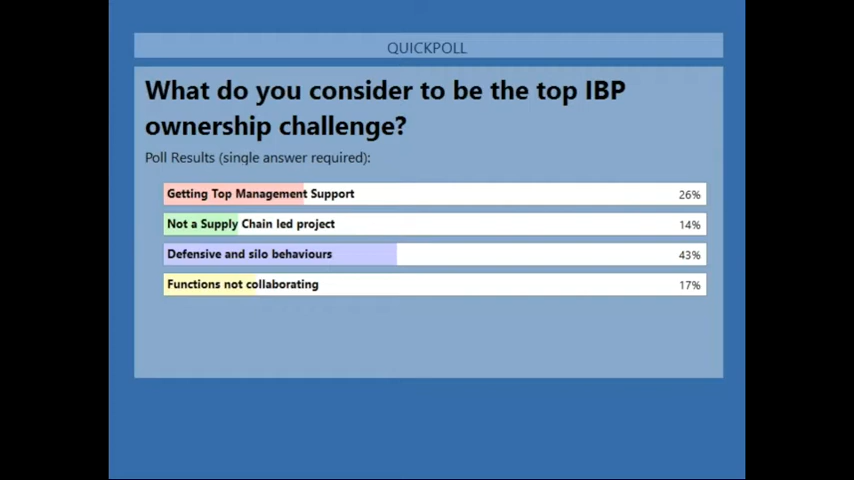 QUICKPOLL
What do you consider to be the top IBP
ownership challenge?
Poll Results (single answer required):
Getting Top Management Support 26%
Not a Supply Chain led project 14%
Defensive and silo behaviours 43%
Functions not collaborating 17%